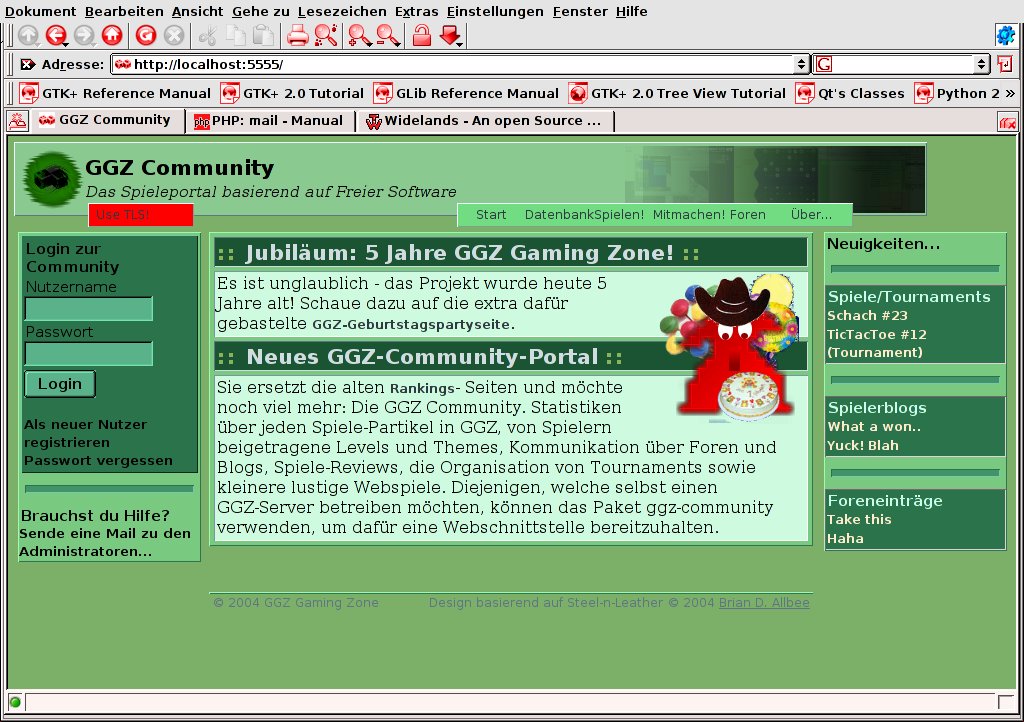 Dokument Bearbeiten Ansicht Gehe zu Lesezeichen Extras Einstellungen Fenster Hilfe
Adresse: http://localhost:5555/ G
GTK+ Reference Manual GTK+ 2.0 Tutorial GLib Reference Manual GTK+ 2.0 Tree View Tutorial Qt's Classes Python 2 »
GGZ Community PHP: mail - Manual Widelands - An open Source ...
GGZ Community
Das Spieleportal basierend auf Freier Software
Use TLS!
Start Datenbank Spielen! Mitmachen! Foren Über...
Login zur
Community
Nutzername
Passwort
Login
Als neuer Nutzer
registrieren
Passwort vergessen
Brauchst du Hilfe?
Sende eine Mail zu den
Administratoren...
:: Jubiläum: 5 Jahre GGZ Gaming Zone! ::
Es ist unglaublich - das Projekt wurde heute 5
Jahre alt! Schaue dazu auf die extra dafür
gebastelte GGZ-Geburtstagspartyseite.
:: Neues GGZ-Community-Portal ::
Sie ersetzt die alten Rankings- Seiten und möchte
noch viel mehr: Die GGZ Community. Statistiken
über jeden Spiele-Partikel in GGZ, von Spielern
beigetragene Levels und Themes, Kommunikation über Foren und
Blogs, Spiele-Reviews, die Organisation von Tournaments sowie
kleinere lustige Webspiele. Diejenigen, welche selbst einen
GGZ-Server betreiben möchten, können das Paket ggz-community
verwenden, um dafür eine Webschnittstelle bereitzuhalten.
Neuigkeiten...
Spiele/Tournaments
Schach #23
TicTacToe #12
(Tournament)
Spielerblogs
What a won..
Yuck! Blah
Foreneinträge
Take this
Haha
© 2004 GGZ Gaming Zone Design basierend auf Steel-n-Leather © 2004 Brian D. Allbee